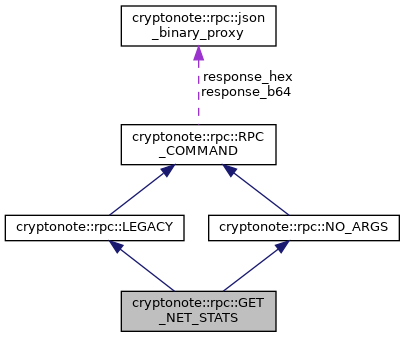 cryptonote::rpc::json
_binary_proxy
response_hex
response_b64
cryptonote::rpc::RPC
_COMMAND
cryptonote::rpc::LEGACY
cryptonote::rpc::NO_ARGS
cryptonote::rpc::GET
_NET_STATS